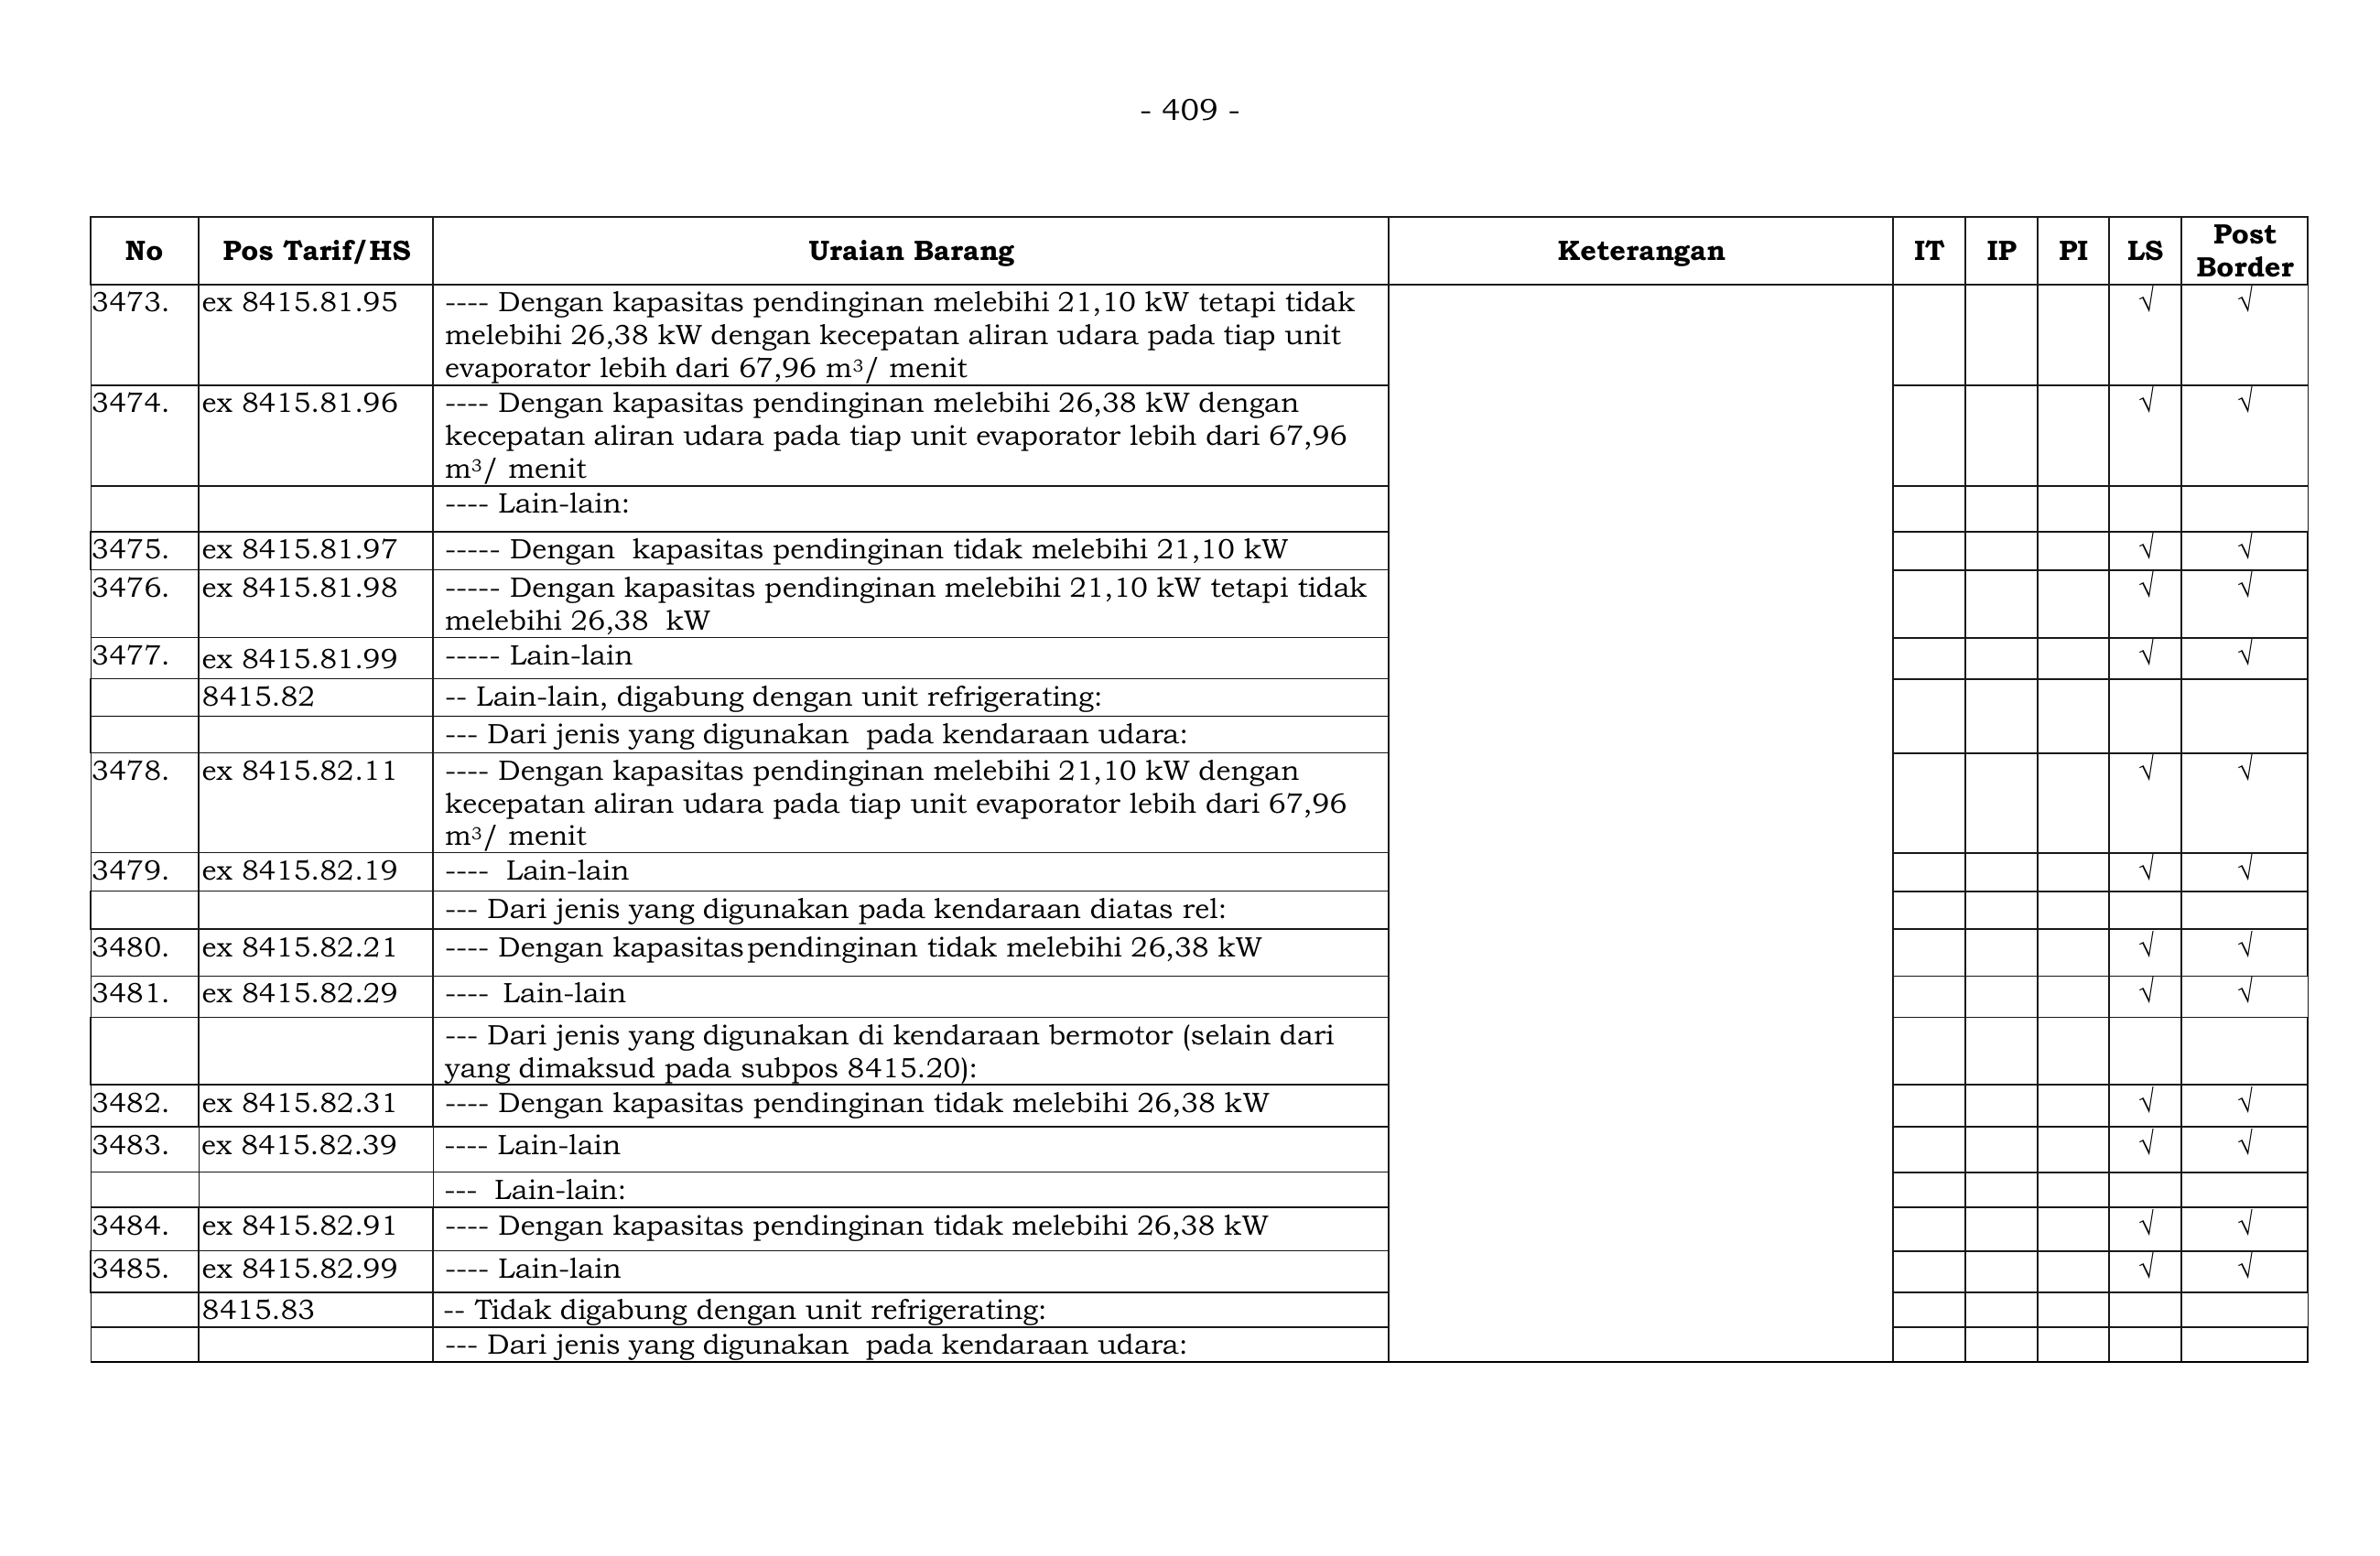 - 409 -
No Pos Tarif/HS Uraian Barang Keterangan IT IP PI LS Post Border
3473. ex 8415.81.95 ---- Dengan kapasitas pendinginan melebihi 21,10 kW tetapi tidak √ √
melebihi 26,38 kW dengan kecepatan aliran udara pada tiap unit
evaporator lebih dari 67,96 m³/ menit
3474. ex 8415.81.96 ---- Dengan kapasitas pendinginan melebihi 26,38 kW dengan √ √
kecepatan aliran udara pada tiap unit evaporator lebih dari 67,96
m³/ menit
---- Lain-lain:
3475. ex 8415.81.97 ----- Dengan kapasitas pendinginan tidak melebihi 21,10 kW √ √
3476. ex 8415.81.98 ----- Dengan kapasitas pendinginan melebihi 21,10 kW tetapi tidak √ √
melebihi 26,38 kW
3477. ex 8415.81.99 ----- Lain-lain √ √
8415.82 -- Lain-lain, digabung dengan unit refrigerating:
--- Dari jenis yang digunakan pada kendaraan udara:
3478. ex 8415.82.11 ---- Dengan kapasitas pendinginan melebihi 21,10 kW dengan √ √
kecepatan aliran udara pada tiap unit evaporator lebih dari 67,96
m³/ menit
3479. ex 8415.82.19 ---- Lain-lain √ √
--- Dari jenis yang digunakan pada kendaraan diatas rel:
3480. ex 8415.82.21 ---- Dengan kapasitas pendinginan tidak melebihi 26,38 kW √ √
3481. ex 8415.82.29 ---- Lain-lain √ √
--- Dari jenis yang digunakan di kendaraan bermotor (selain dari
yang dimaksud pada subpos 8415.20):
3482. ex 8415.82.31 ---- Dengan kapasitas pendinginan tidak melebihi 26,38 kW √ √
3483. ex 8415.82.39 ---- Lain-lain √ √
--- Lain-lain:
3484. ex 8415.82.91 ---- Dengan kapasitas pendinginan tidak melebihi 26,38 kW √ √
3485. ex 8415.82.99 ---- Lain-lain √ √
8415.83 -- Tidak digabung dengan unit refrigerating:
--- Dari jenis yang digunakan pada kendaraan udara: